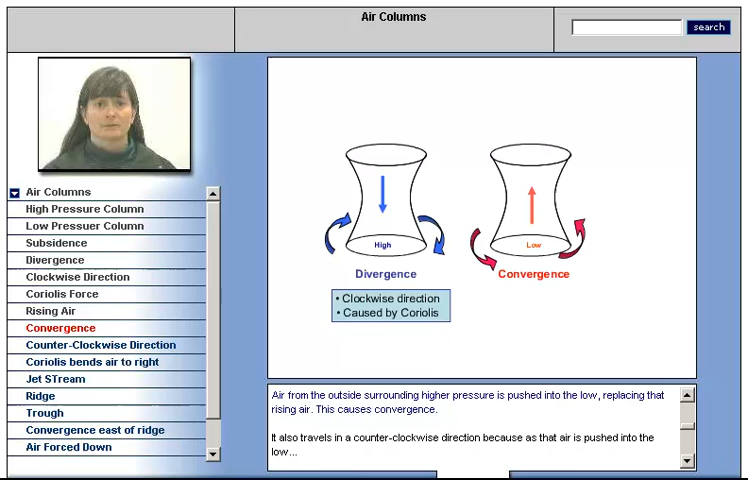 Air Columns
search
Air Columns
High Pressure Column
Low Pressuer Column
Subsidence
Divergence
Clockwise Direction
Coriolis Force
Rising Air
Convergence
Counter-Clockwise Direction
Coriolis bends air to right
Jet STream
Ridge
Trough
Convergence east of ridge
Air Forced Down
High
Low
Divergence
Convergence
• Clockwise direction
• Caused by Coriolis
Air from the outside surrounding higher pressure is pushed into the low, replacing that
rising air. This causes convergence.
It also travels in a counter-clockwise direction because as that air is pushed into the
low...